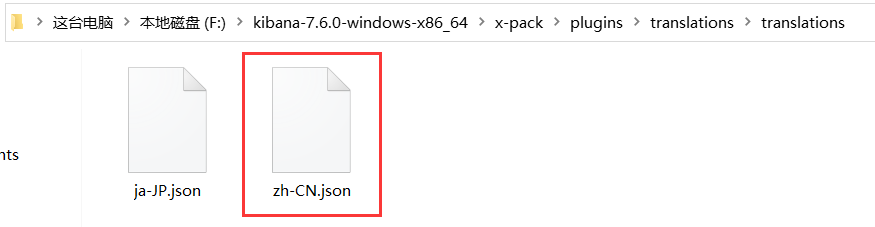 这台电脑 > 本地磁盘 (F:) > kibana-7.6.0-windows-x86_64 > x-pack > plugins > translations > translations
nts
ja-JP.json
zh-CN.json